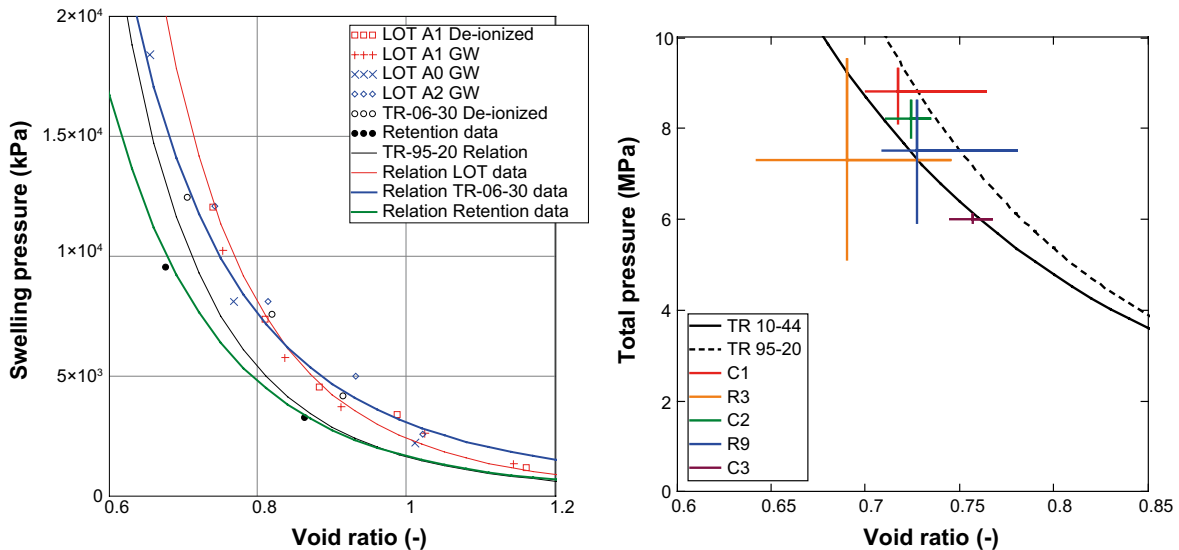 Swelling pressure (kPa)
2×10⁴
1.5×10⁴
1×10⁴
5×10³
0
0.6
0.8
1
1.2
Void ratio (-)
LOT A1 De-ionized
LOT A1 GW
LOT A0 GW
LOT A2 GW
TR-06-30 De-ionized
Retention data
TR-95-20 Relation
Relation LOT data
Relation TR-06-30 data
Relation Retention data
Total pressure (MPa)
10
8
6
4
2
0
0.6
0.65
0.7
0.75
0.8
0.85
Void ratio (-)
TR 10-44
TR 95-20
C1
R3
C2
R9
C3